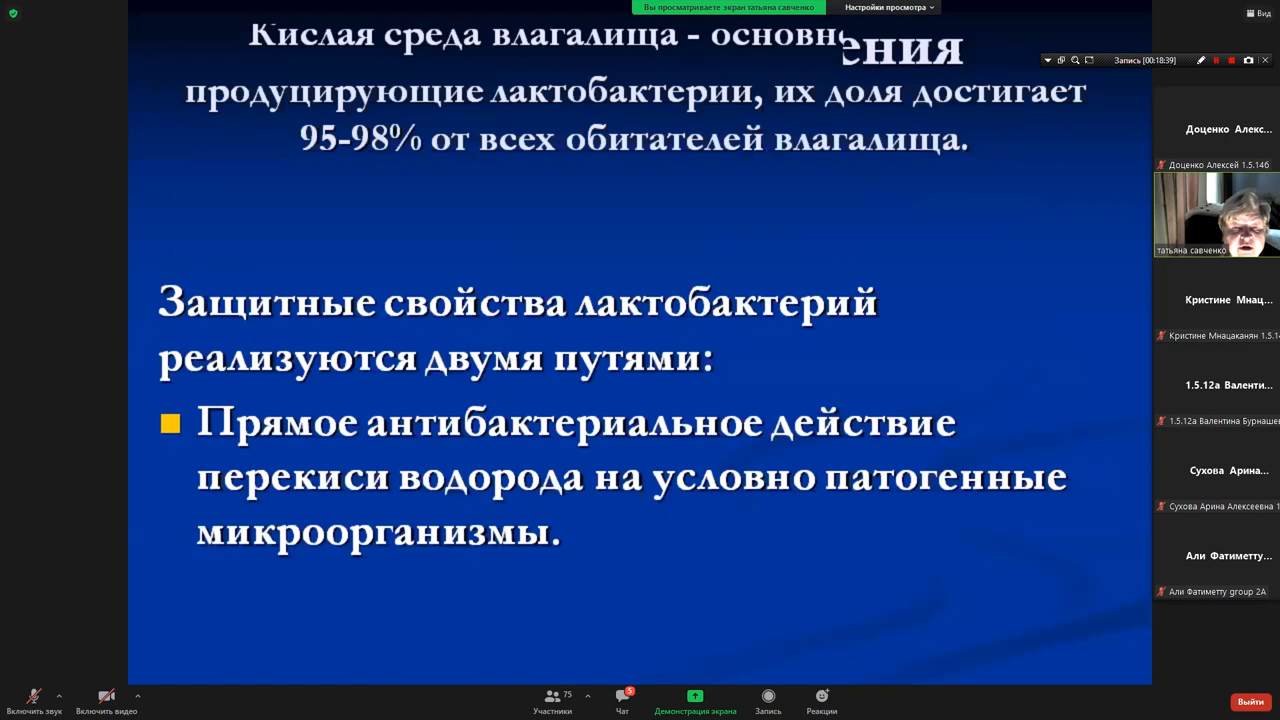 Вы просматриваете экран татьяна савченко
Настройки просмотра
Вид
Запись [00:18:39]
Кислая среда влагалища -
ения
продуцирующие лактобактерии, их доля достигает
95-98% от всех обитателей влагалища.
Защитные свойства лактобактерий
реализуются двумя путями:
Прямое антибактериальное действие
перекиси водорода на условно патогенные
микроорганизмы.
Доценко Алекс...
Доценко Алексей 1.5.14б
татьяна савченко
Кристине Мнац...
Кристине Мнацаканян 1.5.1
1.5.12а Валенти...
1.5.12а Валентина Бурнаше
Сухова Арина...
Сухова Арина Алексеевна 1
Али Фатиметту...
Али Фатиметту group 2A
Включить звук
Включить видео
75
Участники
5
Чат
Демонстрация экрана
Запись
Реакции
Выйти